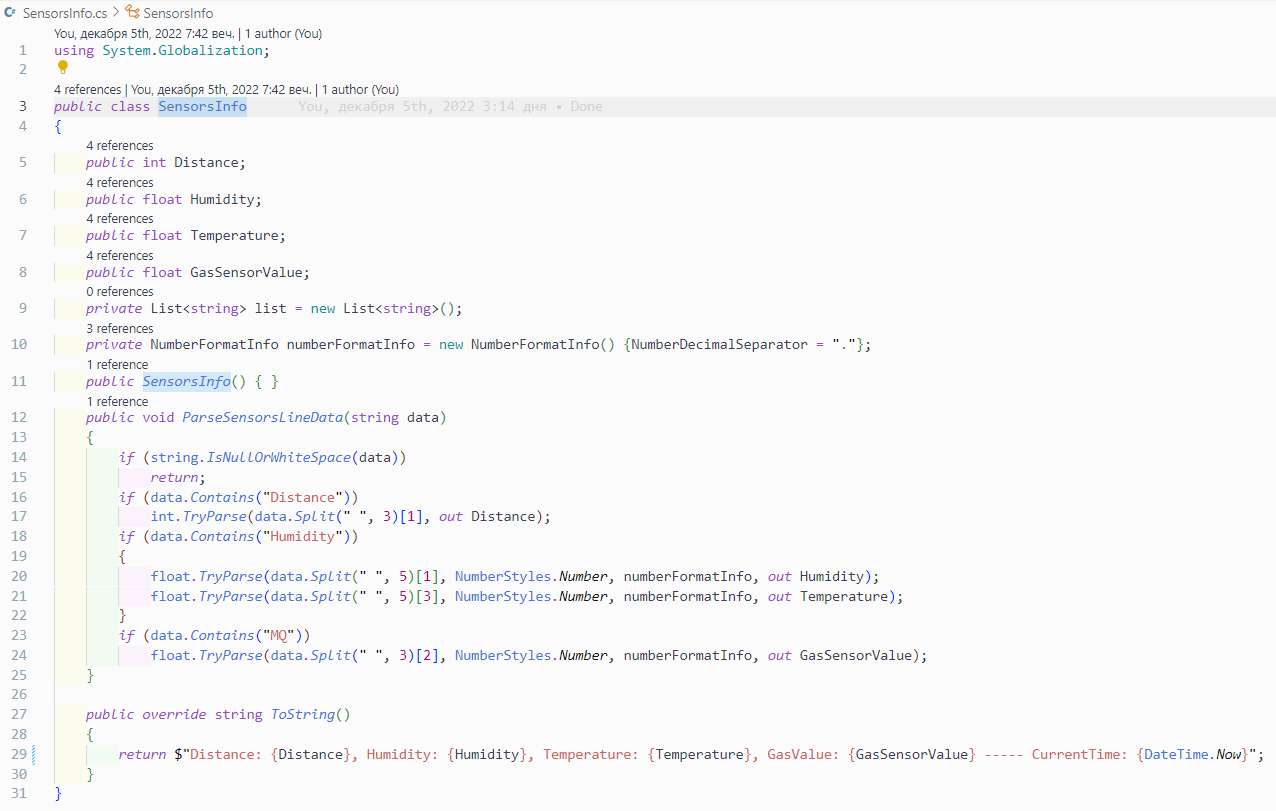 SensorsInfo.cs > SensorsInfo
You, декабря 5th, 2022 7:42 веч. | 1 author (You)
1 using System.Globalization;
2
4 references | You, декабря 5th, 2022 7:42 веч. | 1 author (You)
3 public class SensorsInfo You, декабря 5th, 2022 3:14 дня • Done
4 {
4 references
5 public int Distance;
4 references
6 public float Humidity;
4 references
7 public float Temperature;
4 references
8 public float GasSensorValue;
0 references
9 private List<string> list = new List<string>();
3 references
10 private NumberFormatInfo numberFormatInfo = new NumberFormatInfo() {NumberDecimalSeparator = "."};
1 reference
11 public SensorsInfo() { }
1 reference
12 public void ParseSensorsLineData(string data)
13 {
14 if (string.IsNullOrWhiteSpace(data))
15 return;
16 if (data.Contains("Distance"))
17 int.TryParse(data.Split(" ", 3)[1], out Distance);
18 if (data.Contains("Humidity"))
19 {
20 float.TryParse(data.Split(" ", 5)[1], NumberStyles.Number, numberFormatInfo, out Humidity);
21 float.TryParse(data.Split(" ", 5)[3], NumberStyles.Number, numberFormatInfo, out Temperature);
22 }
23 if (data.Contains("MQ"))
24 float.TryParse(data.Split(" ", 3)[2], NumberStyles.Number, numberFormatInfo, out GasSensorValue);
25 }
26
27 public override string ToString()
28 {
29 return $"Distance: {Distance}, Humidity: {Humidity}, Temperature: {Temperature}, GasValue: {GasSensorValue} ----- CurrentTime: {DateTime.Now}";
30 }
31 }